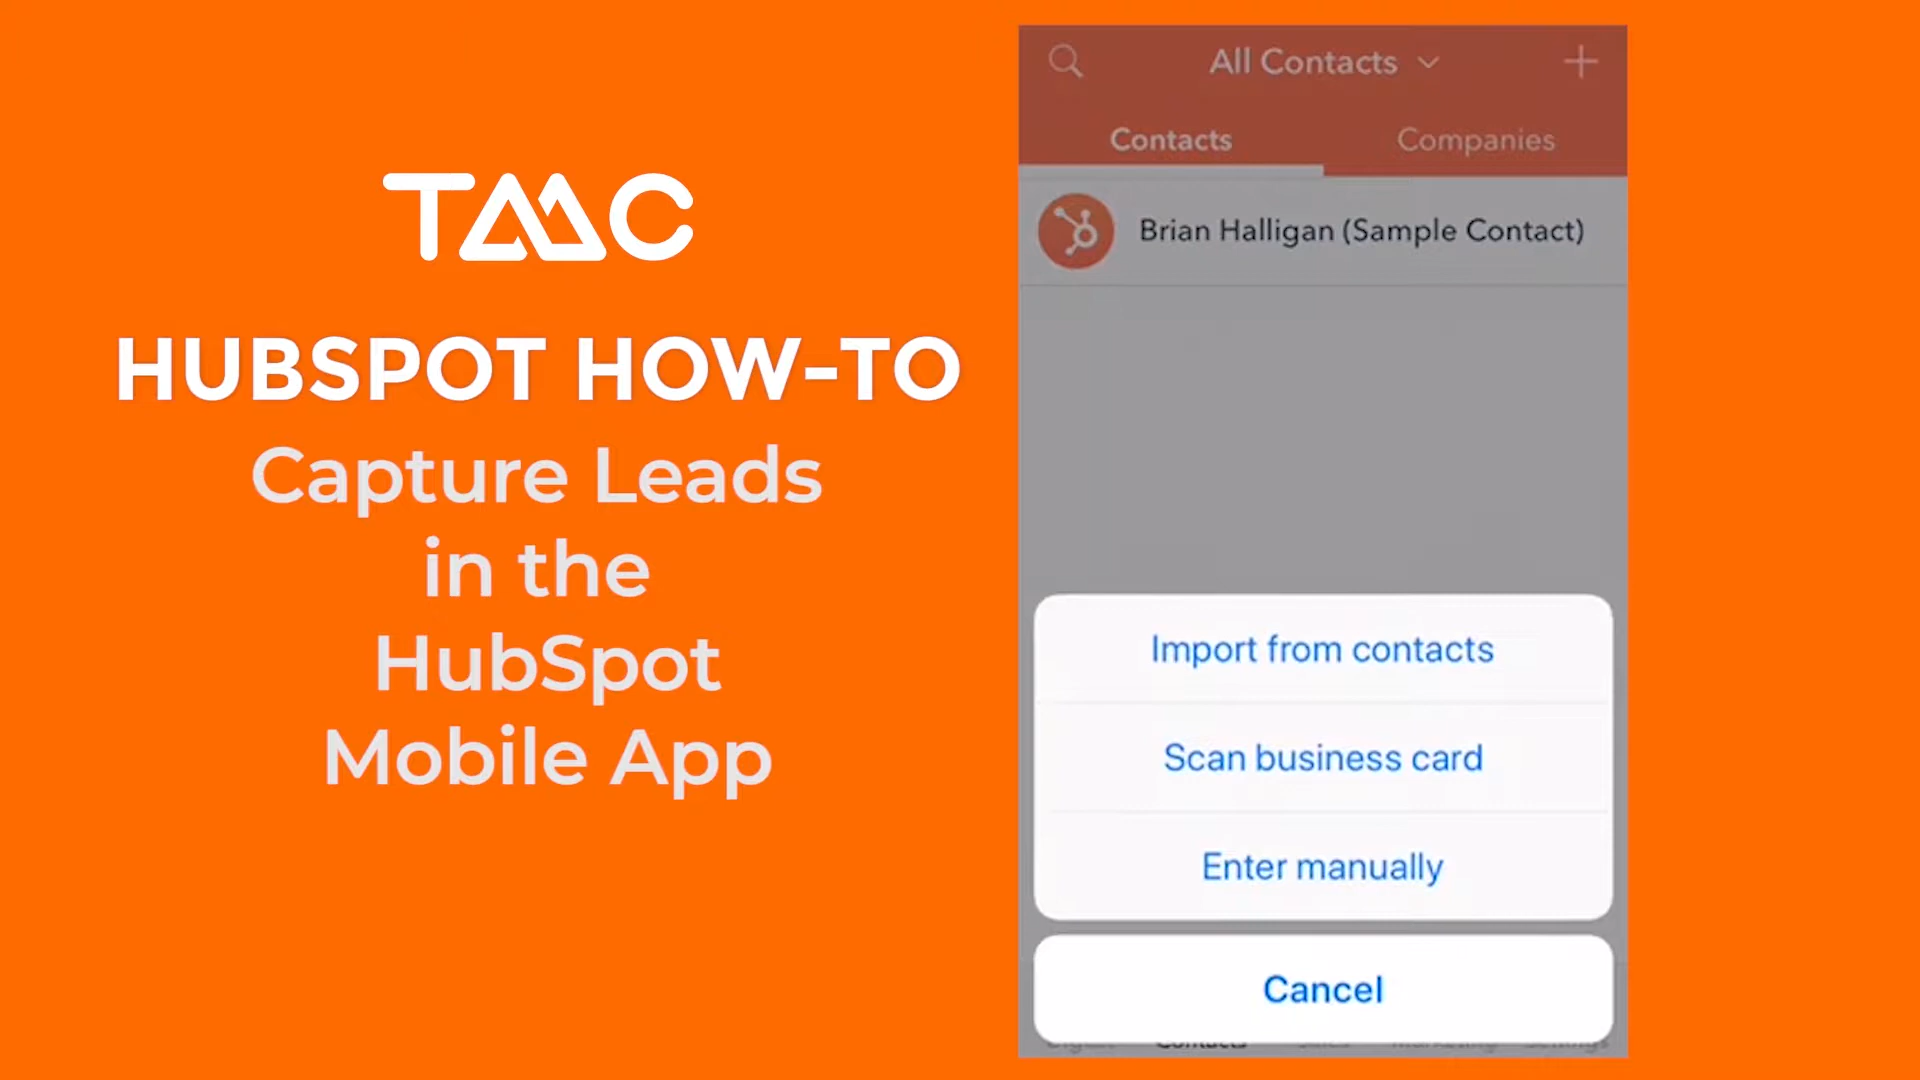 TMC
HUBSPOT HOW-TO
Capture Leads
in the
HubSpot
Mobile App
All Contacts
Contacts Companies
Brian Halligan (Sample Contact)
Import from contacts
Scan business card
Enter manually
Cancel
Contacts